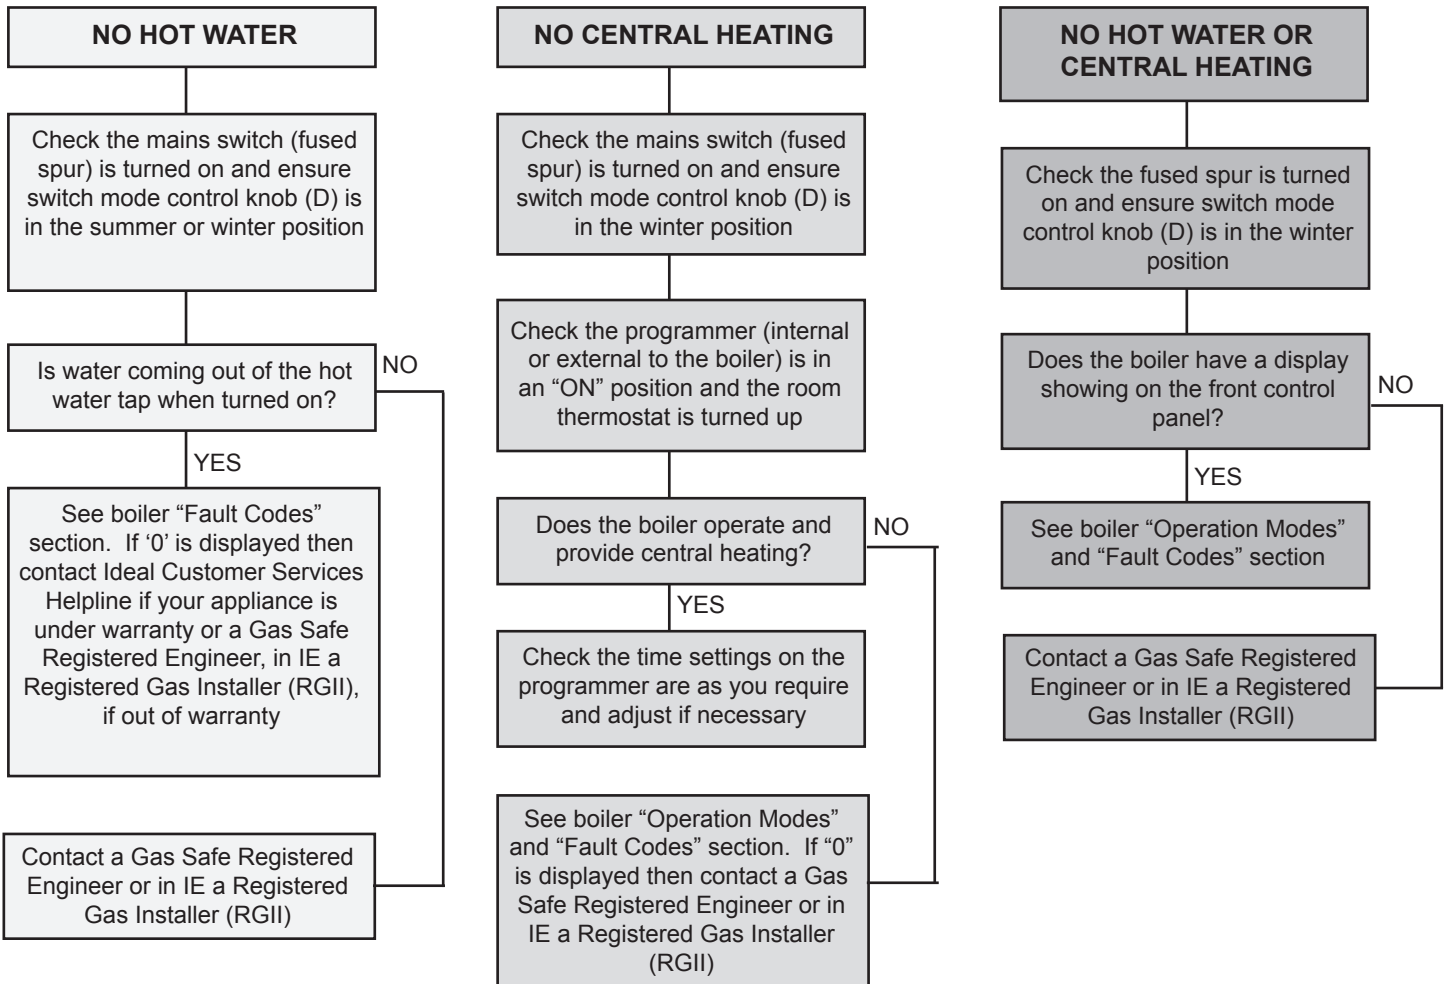 NO HOT WATER
Check the mains switch (fused
spur) is turned on and ensure
switch mode control knob (D) is
in the summer or winter position
Is water coming out of the hot
water tap when turned on?
NO
YES
See boiler “Fault Codes”
section.  If ‘0’ is displayed then
contact Ideal Customer Services
Helpline if your appliance is
under warranty or a Gas Safe
Registered Engineer, in IE a
Registered Gas Installer (RGII),
if out of warranty
Contact a Gas Safe Registered
Engineer or in IE a Registered
Gas Installer (RGII)
NO CENTRAL HEATING
Check the mains switch (fused
spur) is turned on and ensure
switch mode control knob (D) is
in the winter position
Check the programmer (internal
or external to the boiler) is in
an “ON” position and the room
thermostat is turned up
Does the boiler operate and
provide central heating?
NO
YES
Check the time settings on the
programmer are as you require
and adjust if necessary
See boiler “Operation Modes”
and “Fault Codes” section.  If “0”
is displayed then contact a Gas
Safe Registered Engineer or in
IE a Registered Gas Installer
(RGII)
NO HOT WATER OR
CENTRAL HEATING
Check the fused spur is turned
on and ensure switch mode
control knob (D) is in the winter
position
Does the boiler have a display
showing on the front control
panel?
NO
YES
See boiler “Operation Modes”
and “Fault Codes” section
Contact a Gas Safe Registered
Engineer or in IE a Registered
Gas Installer (RGII)